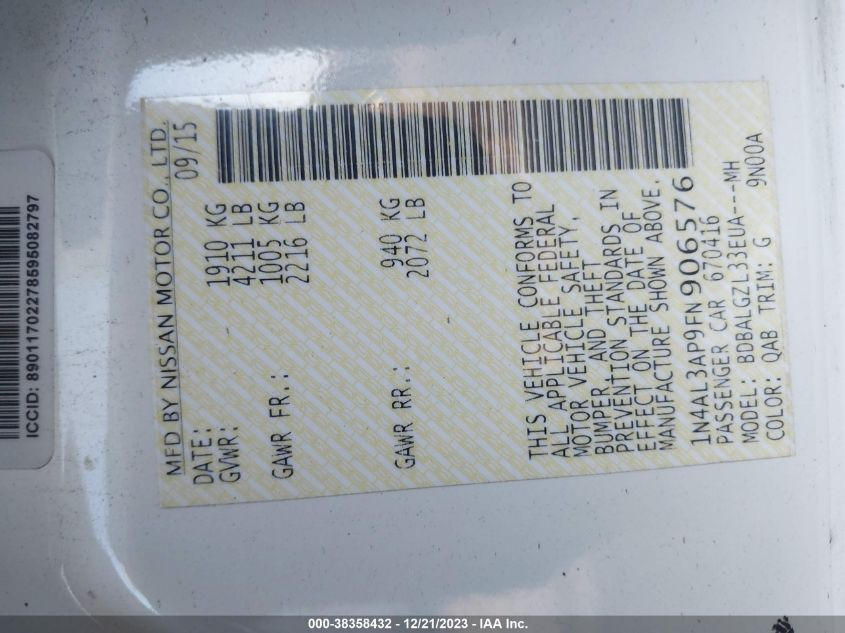 ICCID: 89011702278595082797
MFD BY NISSAN MOTOR CO., LTD.
DATE: 09/15
GVWR: 1910 KG
4211 LB
GAWR FR.: 1005 KG
2216 LB
GAWR RR.: 940 KG
2072 LB
THIS VEHICLE CONFORMS TO
ALL APPLICABLE FEDERAL
MOTOR VEHICLE SAFETY,
BUMPER, AND THEFT
PREVENTION STANDARDS IN
EFFECT ON THE DATE OF
MANUFACTURE SHOWN ABOVE.
1N4AL3AP9FN906576
PASSENGER CAR 670416
MODEL: BDBALGZL33EUA---MH
COLOR: QAB TRIM: G 9N00A
000-38358432 - 12/21/2023 - IAA Inc.